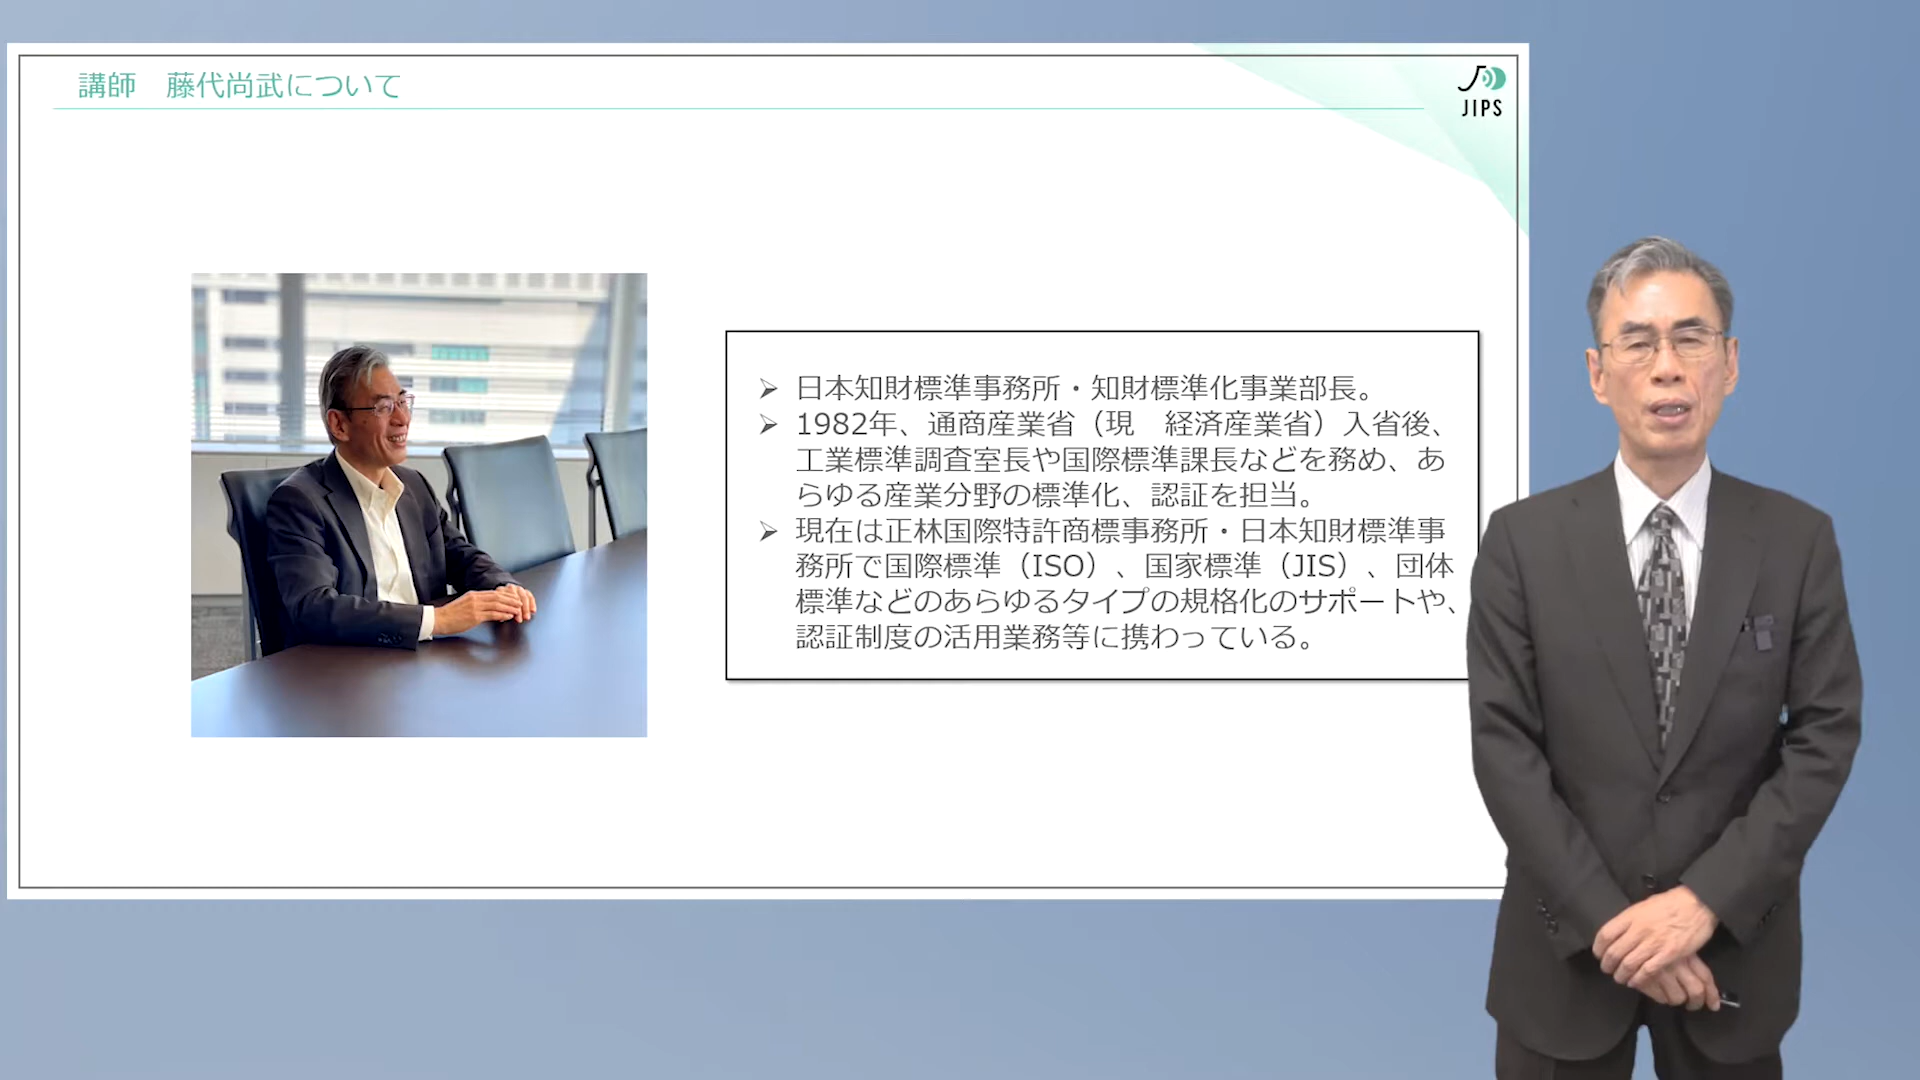 講師　藤代尚武について
JIPS
➢ 日本知財標準事務所・知財標準化事業部長。
➢ 1982年、通商産業省（現　経済産業省）入省後、
工業標準調査室長や国際標準課長などを務め、あ
らゆる産業分野の標準化、認証を担当。
➢ 現在は正林国際特許商標事務所・日本知財標準事
務所で国際標準（ISO）、国家標準（JIS）、団体
標準などのあらゆるタイプの規格化のサポートや、
認証制度の活用業務等に携わっている。